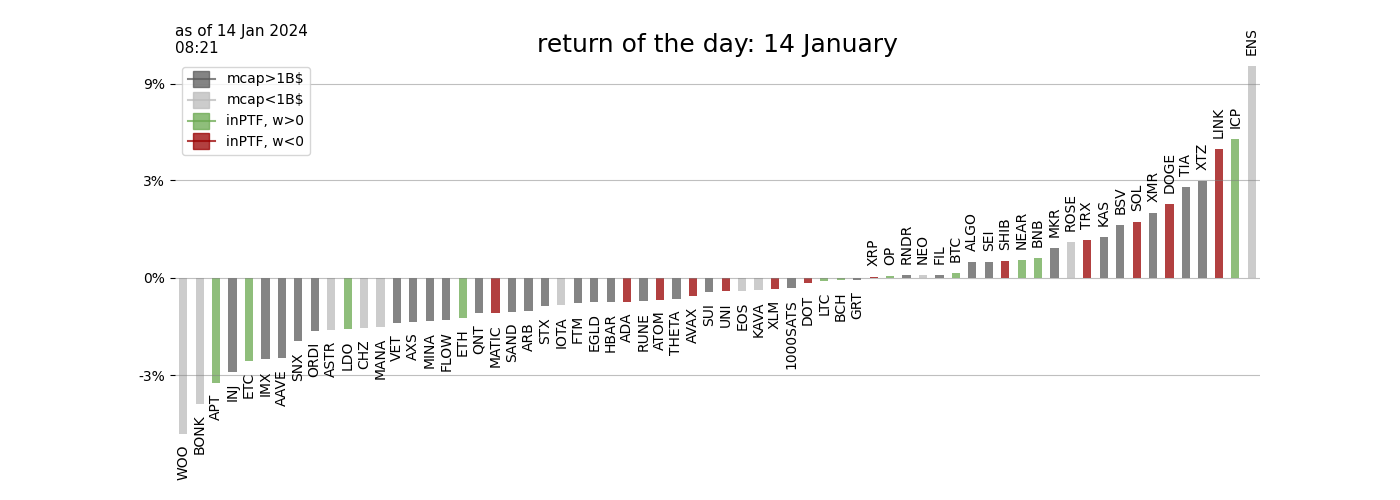 as of 14 Jan 2024
08:21
return of the day: 14 January
mcap>1B$
mcap<1B$
inPTF, w>0
inPTF, w<0
9%
3%
0%
-3%
WOO
BONK
APT
INJ
ETC
IMX
AAVE
SNX
ORDI
ASTR
LDO
CHZ
MANA
VET
AXS
MINA
FLOW
ETH
QNT
MATIC
SAND
ARB
STX
IOTA
FTM
EGLD
HBAR
ADA
RUNE
ATOM
THETA
AVAX
SUI
UNI
EOS
KAVA
XLM
1000SATS
DOT
LTC
BCH
GRT
XRP
OP
RNDR
NEO
FIL
BTC
ALGO
SEI
SHIB
NEAR
BNB
MKR
ROSE
TRX
KAS
BSV
SOL
XMR
DOGE
TIA
XTZ
LINK
ICP
ENS